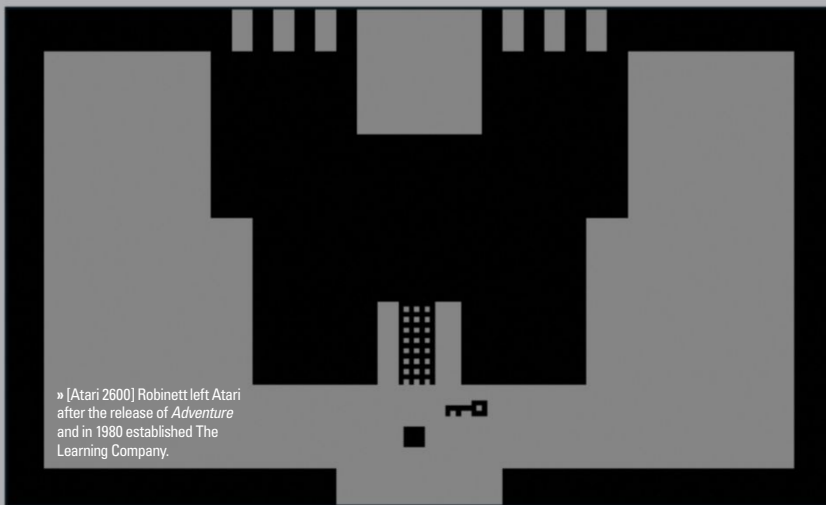 » [Atari 2600] Robinett left Atari
after the release of Adventure
and in 1980 established The
Learning Company.